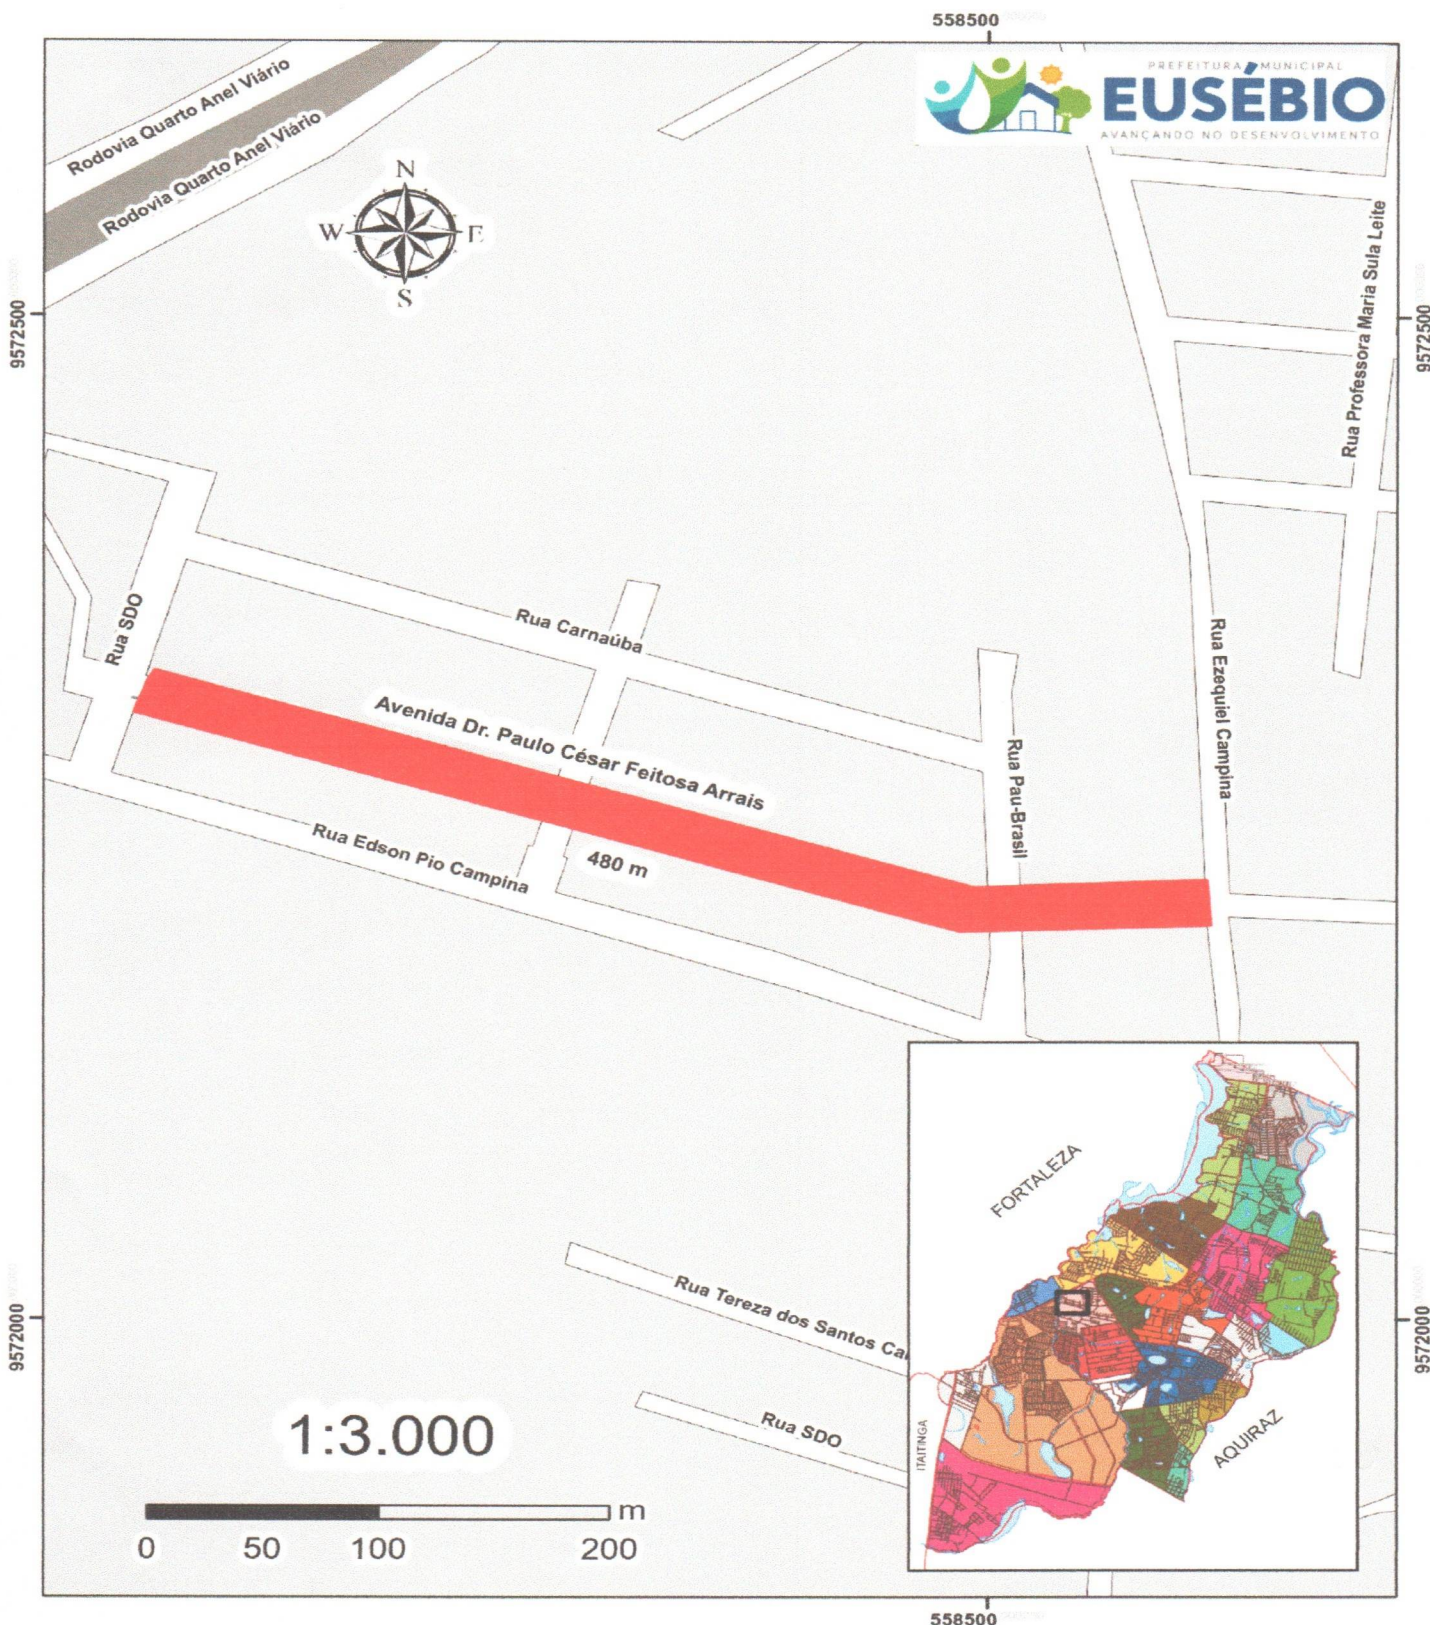 558500
PREFEITURA MUNICIPAL
EUSÉBIO
AVANÇANDO NO DESENVOLVIMENTO
Rodovia Quarto Anel Viário
Rodovia Quarto Anel Viário
N
W
E
S
9572500
9572500
Rua Professora Maria Sula Leite
Rua SDO
Rua Carnaúba
Rua Ezequiel Campina
Avenida Dr. Paulo César Feitosa Arrais
Rua Pau-Brasil
Rua Edson Pio Campina
480 m
FORTALEZA
Rua Tereza dos Santos Ca
9572000
9572000
Rua SDO
1:3.000
ITAITINGA
AQUIRAZ
m
0 50 100 200
558500